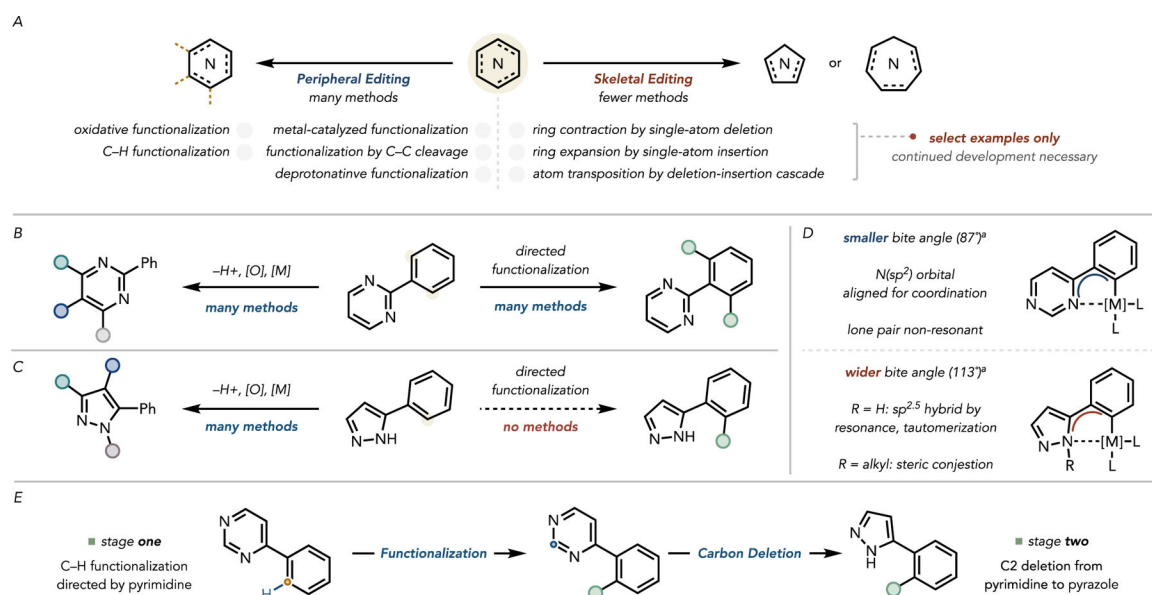 A
N
Peripheral Editing
many methods
N
Skeletal Editing
fewer methods
N
or
N
oxidative functionalization
C–H functionalization
metal-catalyzed functionalization
functionalization by C–C cleavage
deprotonatinve functionalization
ring contraction by single-atom deletion
ring expansion by single-atom insertion
atom transposition by deletion-insertion cascade
select examples only
continued development necessary
B
N
Ph
N
–H+, [O], [M]
many methods
N
N
directed
functionalization
many methods
N
N
C
N
N
Ph
–H+, [O], [M]
many methods
N
NH
directed
functionalization
no methods
N
NH
D
smaller bite angle (87°)ᵃ
N(sp²) orbital
aligned for coordination
lone pair non-resonant
N
N
[M]
L
L
wider bite angle (113°)ᵃ
R = H: sp²·⁵ hybrid by
resonance, tautomerization
R = alkyl: steric conjestion
N
N
R
[M]
L
L
E
stage one
C–H functionalization
directed by pyrimidine
N
N
H
Functionalization
N
N
Carbon Deletion
N
N
H
stage two
C2 deletion from
pyrimidine to pyrazole